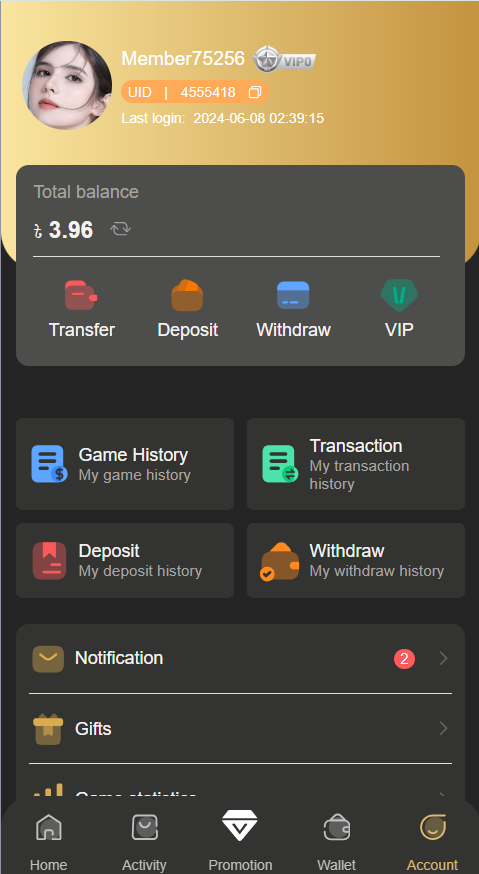 Member75256 VIP0
UID | 4555418
Last login: 2024-06-08 02:39:15
Total balance
৳ 3.96
Transfer Deposit Withdraw VIP
Game History
My game history
Transaction
My transaction
history
Deposit
My deposit history
Withdraw
My withdraw history
Notification 2
Gifts
Game statistics
Home Activity Promotion Wallet Account